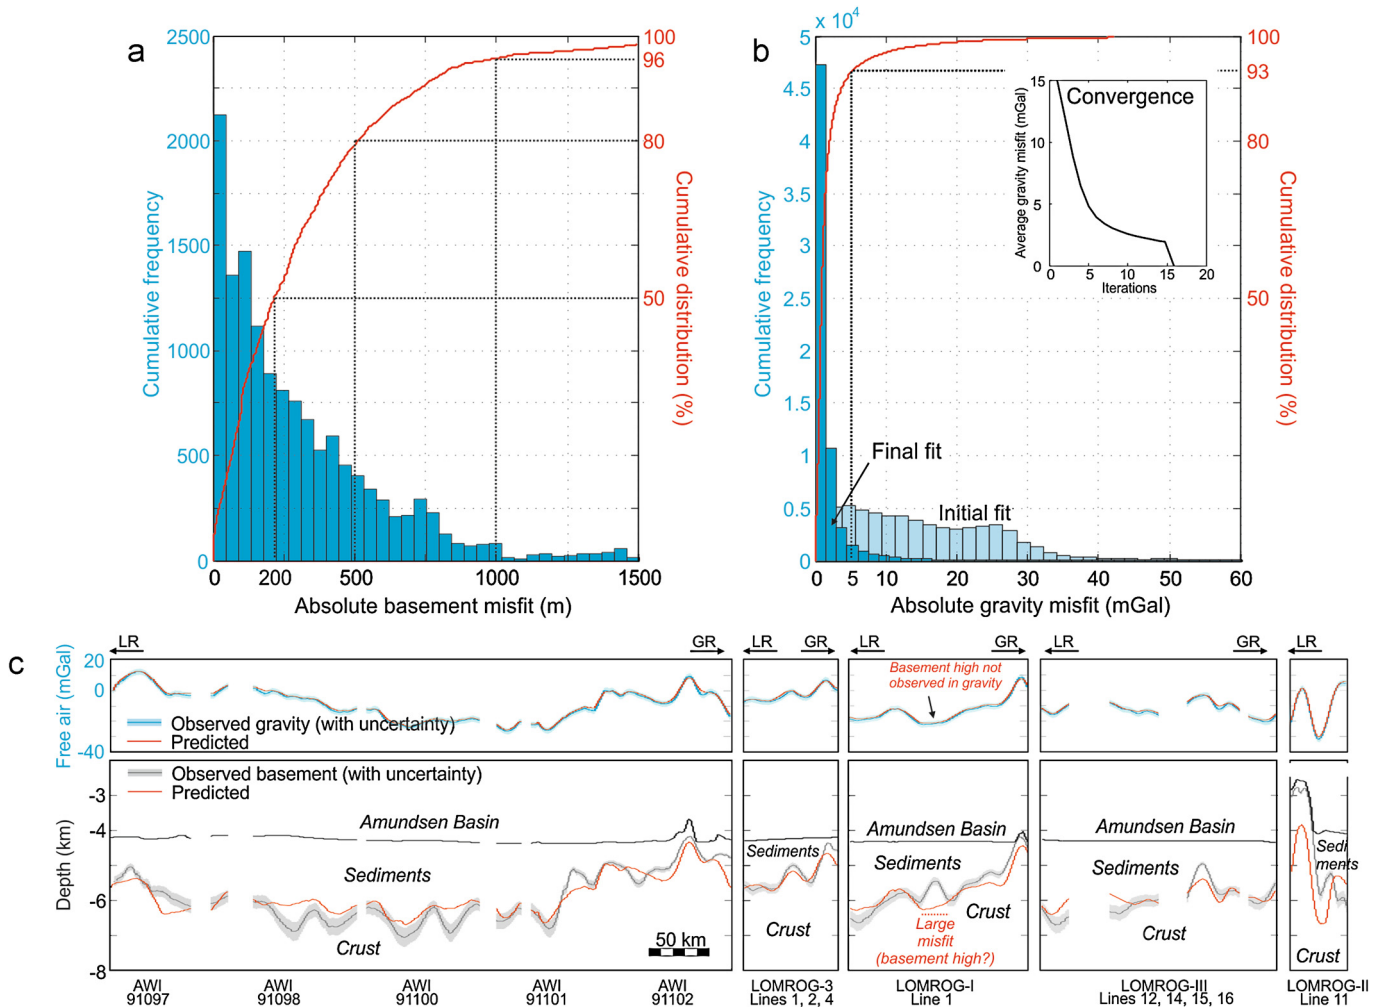 a
2500
2000
1500
1000
500
0
Cumulative frequency
0
200
500
1000
1500
Absolute basement misfit (m)
100
96
80
50
Cumulative distribution (%)
b
x 10⁴
5
4.5
4
3.5
3
2.5
2
1.5
1
0.5
0
Cumulative frequency
0
5
10
20
30
40
50
60
Absolute gravity misfit (mGal)
100
93
80
50
Cumulative distribution (%)
Final fit
Initial fit
Convergence
15
10
5
0
Average gravity misfit (mGal)
0
5
10
15
20
Iterations
c
LR
GR
LR
GR
LR
GR
LR
GR
LR
20
0
-40
Free air (mGal)
Observed gravity (with uncertainty)
Predicted
Basement high not
observed in gravity
Observed basement (with uncertainty)
Predicted
-3
-4
-5
-6
-8
Depth (km)
Amundsen Basin
Sediments
Crust
50 km
Sediments
Crust
Amundsen Basin
Sediments
Crust
Large
misfit
(basement high?)
Amundsen Basin
Sediments
Crust
Sedi
ments
Crust
AWI
91097
AWI
91098
AWI
91100
AWI
91101
AWI
91102
LOMROG-3
Lines 1, 2, 4
LOMROG-I
Line 1
LOMROG-III
Lines 12, 14, 15, 16
LOMROG-II
Line 11